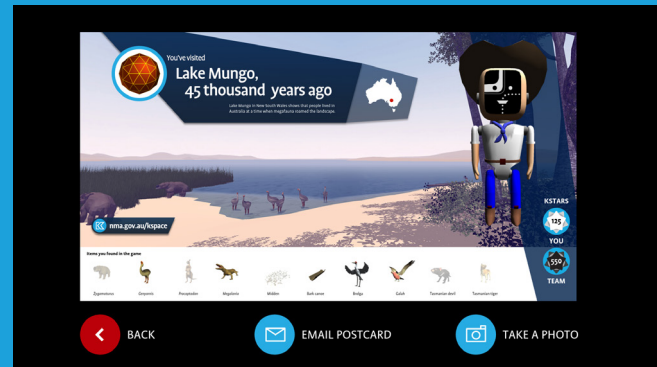 You've visited
Lake Mungo,
45 thousand years ago
Lake Mungo in New South Wales shows that people lived in
Australia at a time when megafauna roamed the landscape.
KSTARS
125
YOU
550
TEAM
nma.gov.au/kspace
Items you found in the game
Zygomaturus Genyornis Procoptodon Megalania Midden Bark canoe Brolga Galah Tasmanian devil Tasmanian tiger
BACK EMAIL POSTCARD TAKE A PHOTO